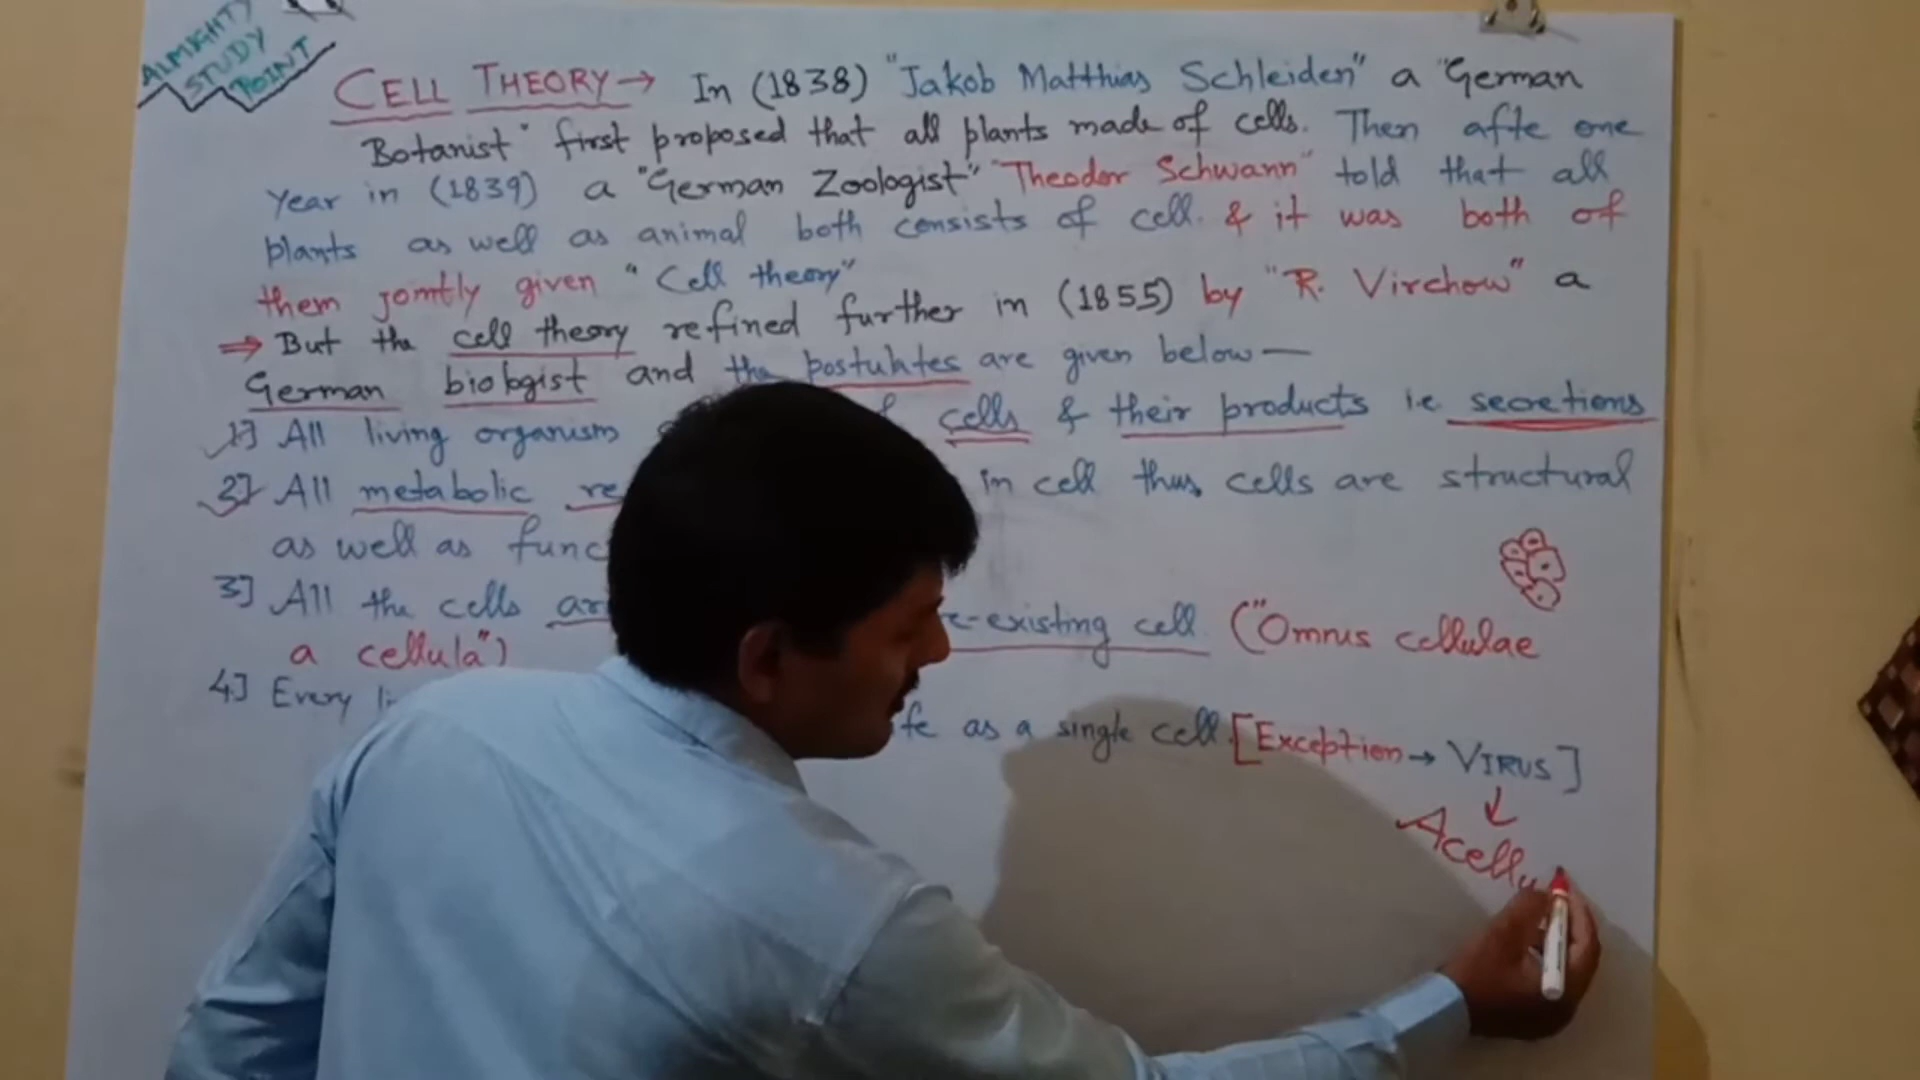 ALMIGHTY
STUDY
POINT
CELL THEORY → In (1838) "Jakob Matthias Schleiden" a "German
Botanist" first proposed that all plants made of cells. Then afte one
year in (1839) a "German Zoologist" "Theodor Schwann" told that all
plants as well as animal both consists of cell. & it was both of
them jointly given "Cell theory"
⇒ But the cell theory refined further in (1855) by "R. Virchow" a
German biologist and the postulates are given below —
1] All living organism cells & their products i.e. secretions
2] All metabolic in cell thus, cells are structural
as well as
3] All the cells existing cell. ("Omnus cellulae
a cellula")
4.] Every as a single cell. [Exception → VIRUS]
↓
Acellu